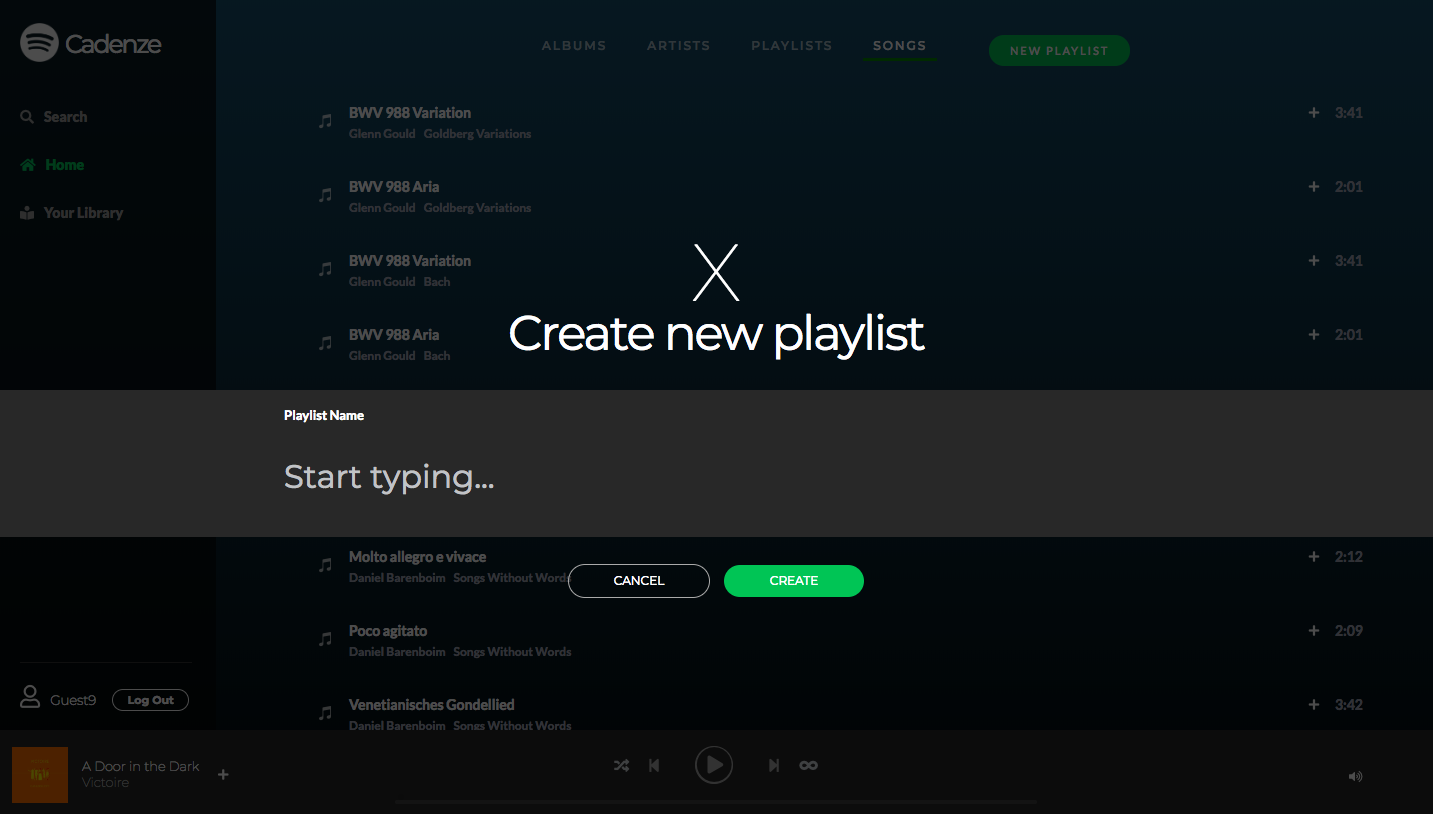 Cadenze
ALBUMS ARTISTS PLAYLISTS SONGS NEW PLAYLIST
Search
Home
Your Library
BWV 988 Variation 3:41
Glenn Gould Goldberg Variations
BWV 988 Aria 2:01
Glenn Gould Goldberg Variations
BWV 988 Variation 3:41
Glenn Gould Bach
BWV 988 Aria 2:01
Glenn Gould Bach
X
Create new playlist
Playlist Name
Start typing...
Molto allegro e vivace 2:12
Daniel Barenboim Songs Without Words
CANCEL CREATE
Poco agitato 2:09
Daniel Barenboim Songs Without Words
Venetianisches Gondellied 3:42
Daniel Barenboim Songs Without Words
Guest9 Log Out
A Door in the Dark
Victoire